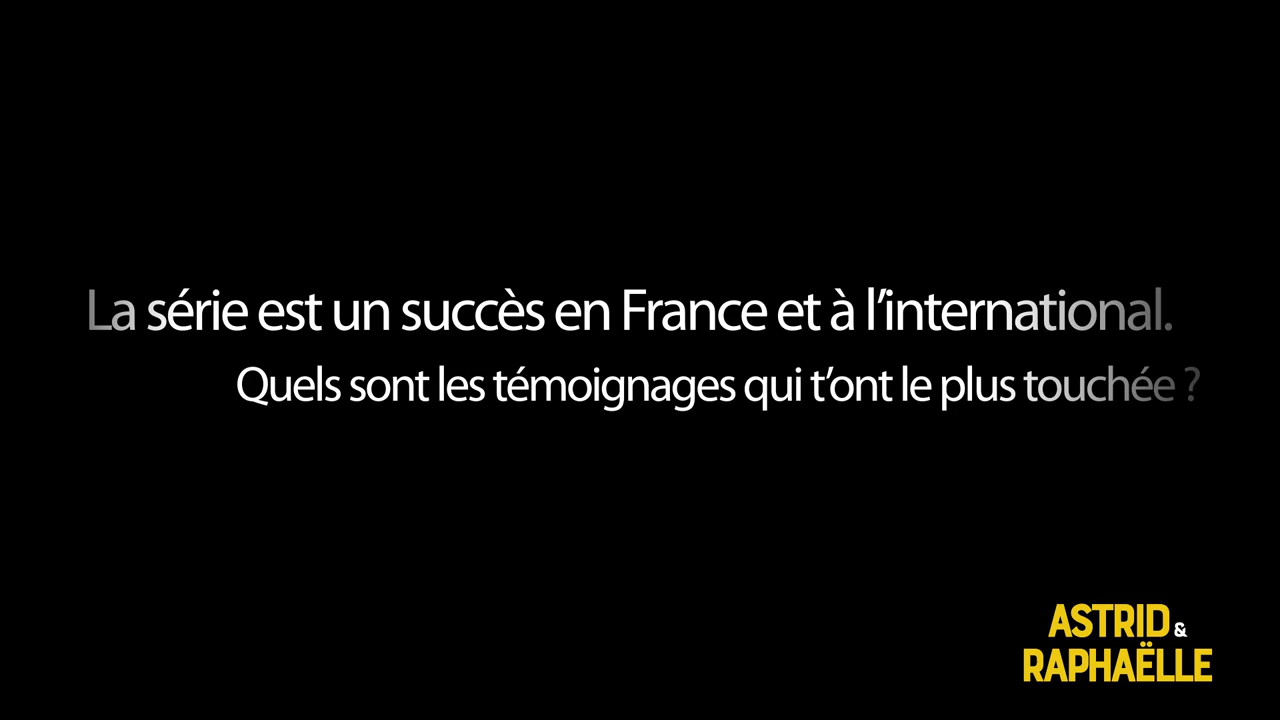 La série est un succès en France et à l’international.
Quels sont les témoignages qui t’ont le plus touchée ?
ASTRID &
RAPHAËLLE